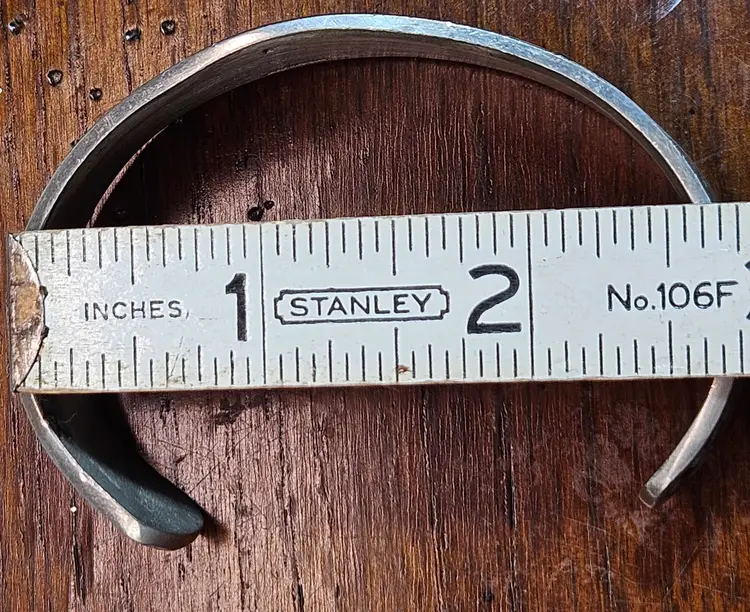 INCHES 1 STANLEY 2 No.106F